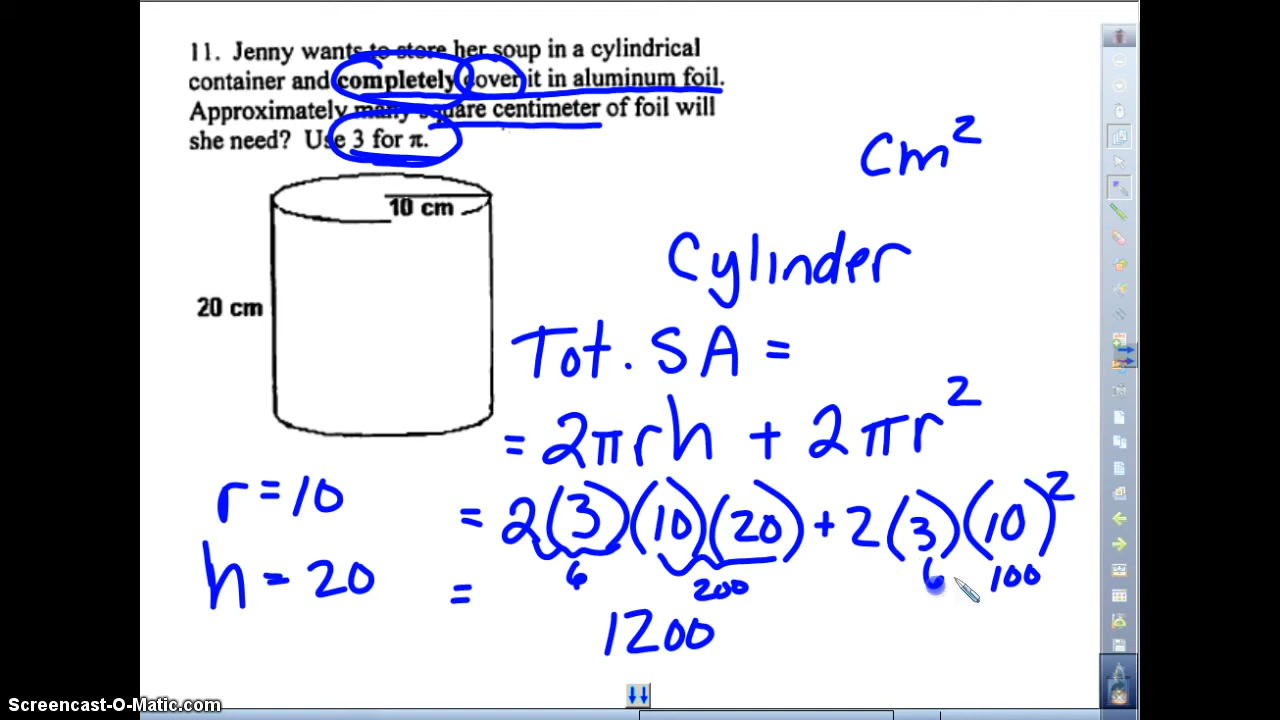 11. Jenny wants to store her soup in a cylindrical
container and completely cover it in aluminum foil.
Approximately many square centimeter of foil will
she need? Use 3 for π.
cm²
10 cm
Cylinder
20 cm
Tot. SA =
= 2πrh + 2πr²
r = 10
= 2(3)(10)(20) + 2(3)(10)²
6 200 6 100
h = 20
=
1200
Screencast-O-Matic.com